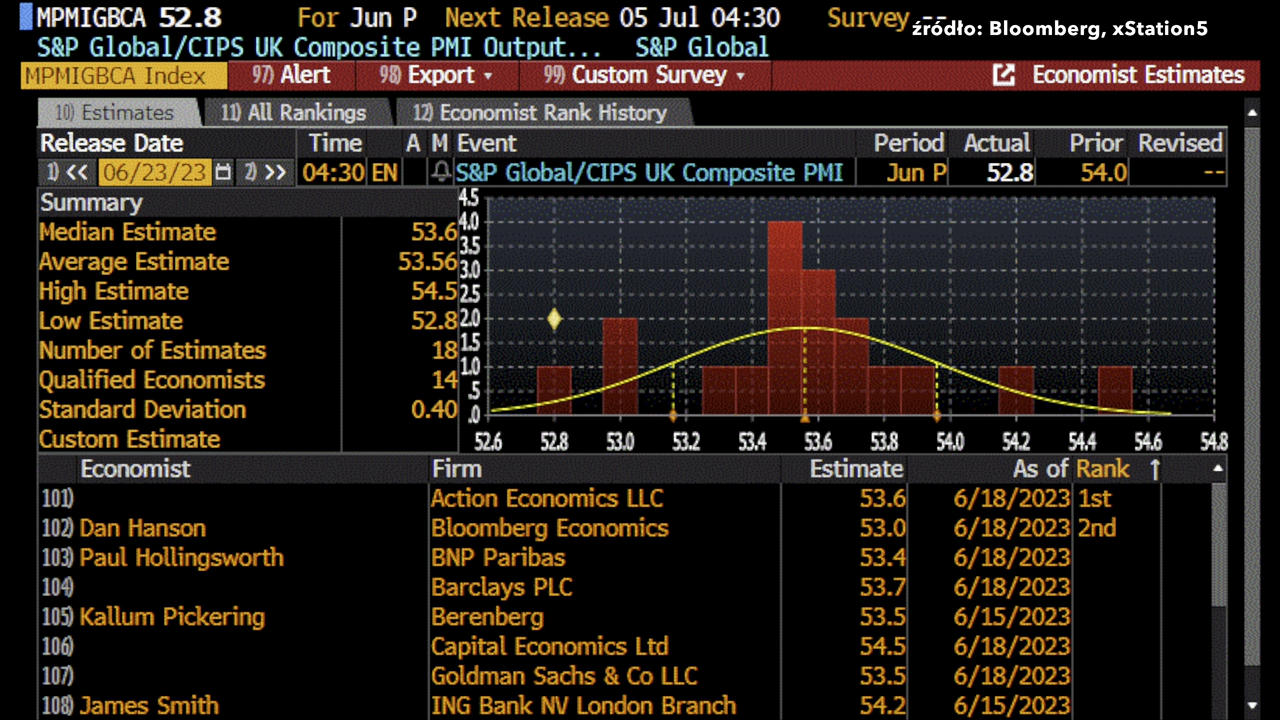 MPMIGBCA 52.8 For Jun P Next Release 05 Jul 04:30 Survey --
źródło: Bloomberg, xStation5
S&P Global/CIPS UK Composite PMI Output... S&P Global
MPMIGBCA Index 97) Alert 98) Export 99) Custom Survey Economist Estimates
10) Estimates 11) All Rankings 12) Economist Rank History
Release Date Time A M Event Period Actual Prior Revised
1) << 06/23/23 2) >> 04:30 EN S&P Global/CIPS UK Composite PMI Jun P 52.8 54.0 --
Summary
Median Estimate 53.6
Average Estimate 53.56
High Estimate 54.5
Low Estimate 52.8
Number of Estimates 18
Qualified Economists 14
Standard Deviation 0.40
Custom Estimate
4.5
4.0
3.5
3.0
2.5
2.0
1.5
1.0
.5
.0
52.6 52.8 53.0 53.2 53.4 53.6 53.8 54.0 54.2 54.4 54.6 54.8
Economist Firm Estimate As of Rank ↑
101) Action Economics LLC 53.6 6/18/2023 1st
102) Dan Hanson Bloomberg Economics 53.0 6/18/2023 2nd
103) Paul Hollingsworth BNP Paribas 53.4 6/18/2023
104) Barclays PLC 53.7 6/18/2023
105) Kallum Pickering Berenberg 53.5 6/15/2023
106) Capital Economics Ltd 54.5 6/18/2023
107) Goldman Sachs & Co LLC 53.5 6/18/2023
108) James Smith ING Bank NV London Branch 54.2 6/15/2023